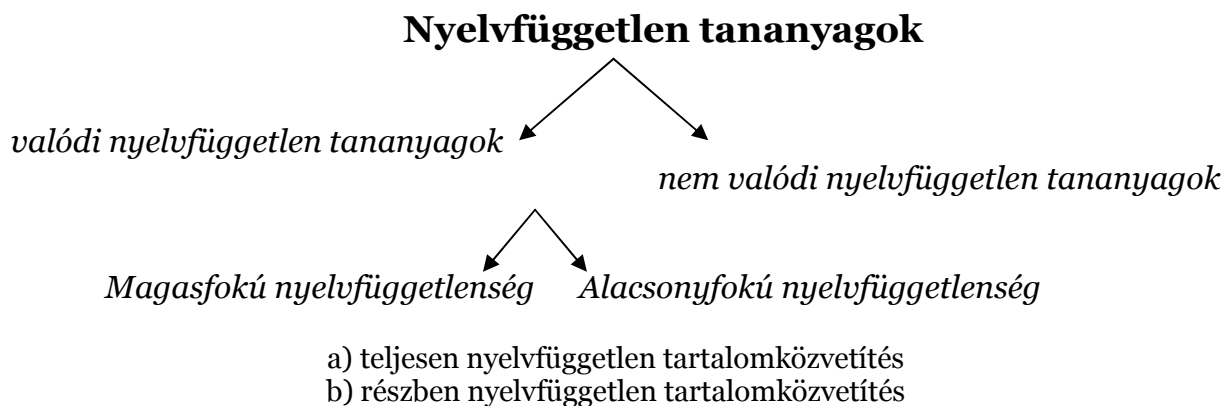 Nyelvfüggetlen tananyagok
valódi nyelvfüggetlen tananyagok
nem valódi nyelvfüggetlen tananyagok
Magasfokú nyelvfüggetlenség Alacsonyfokú nyelvfüggetlenség
a) teljesen nyelvfüggetlen tartalomközvetítés
b) részben nyelvfüggetlen tartalomközvetítés